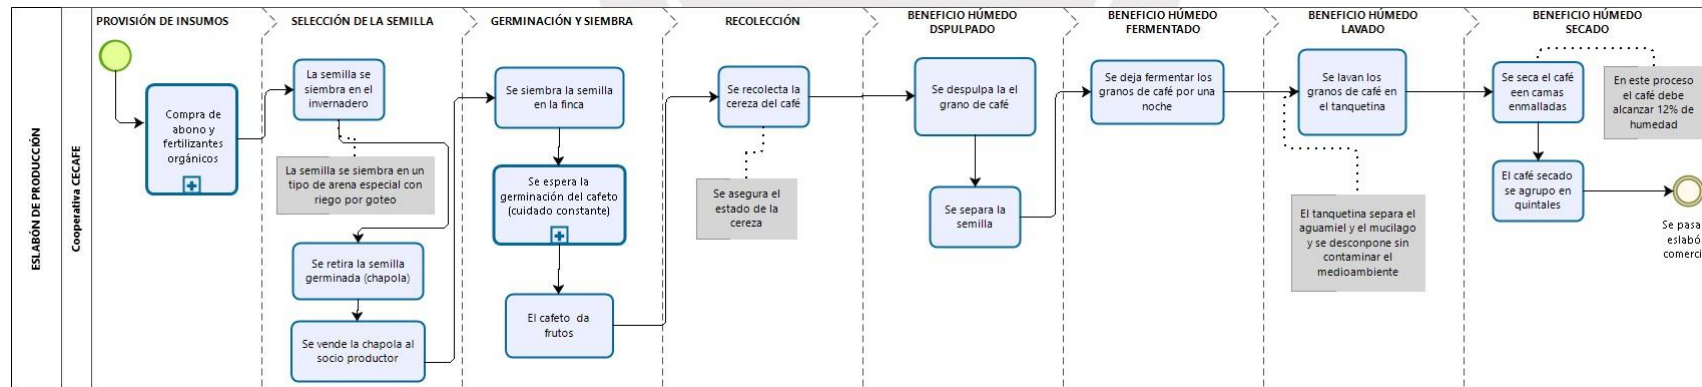 ESLABÓN DE PRODUCCIÓN
Cooperativa CECAFE
PROVISIÓN DE INSUMOS
Compra de
abono y
fertilizantes
orgánicos
SELECCIÓN DE LA SEMILLA
La semilla se
siembra en el
invernadero
La semilla se siembra en un
tipo de arena especial con
riego por goteo
Se retira la semilla
germinada (chapola)
Se vende la chapola al
socio productor
GERMINACIÓN Y SIEMBRA
Se siembra la semilla
en la finca
Se espera la
germinación del cafeto
(cuidado constante)
El cafeto da
frutos
RECOLECCIÓN
Se recolecta la
cereza del café
Se asegura el
estado de la
cereza
BENEFICIO HÚMEDO
DSPULPADO
Se despulpa la el
grano de café
Se separa la
semilla
BENEFICIO HÚMEDO
FERMENTADO
Se deja fermentar los
granos de café por una
noche
BENEFICIO HÚMEDO
LAVADO
Se lavan los
granos de café en
el tanquetina
El tanquetina separa el
aguamiel y el mucilago
y se desconpone sin
contaminar el
medioambiente
BENEFICIO HÚMEDO
SECADO
Se seca el café
een camas
enmalladas
En este proceso
el café debe
alcanzar 12% de
humedad
El café secado
se agrupo en
quintales
Se pasa
eslabó
comerci